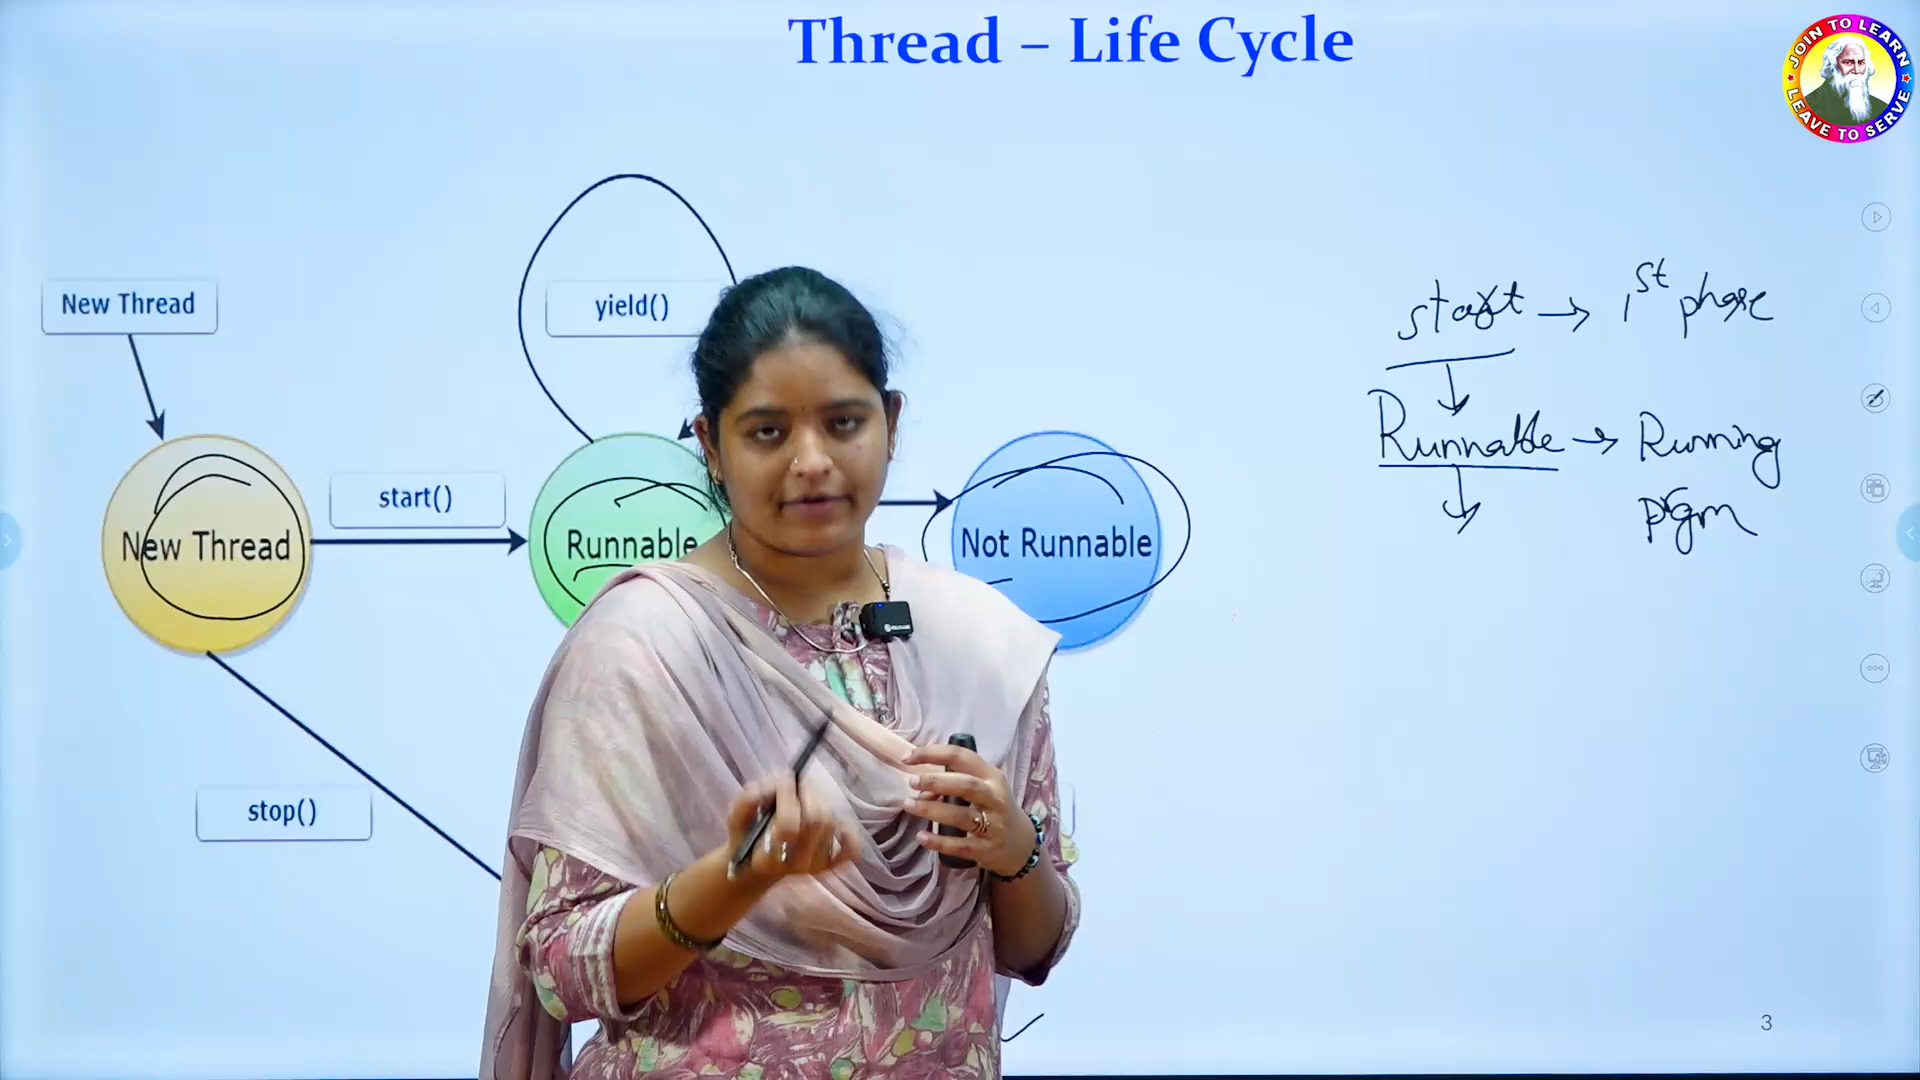 Thread – Life Cycle
JOIN TO LEARN
LEAVE TO SERVE
New Thread
yield()
start → 1st phase
Runnable → Running
prgm
start()
New Thread
Runnable
Not Runnable
stop()
3